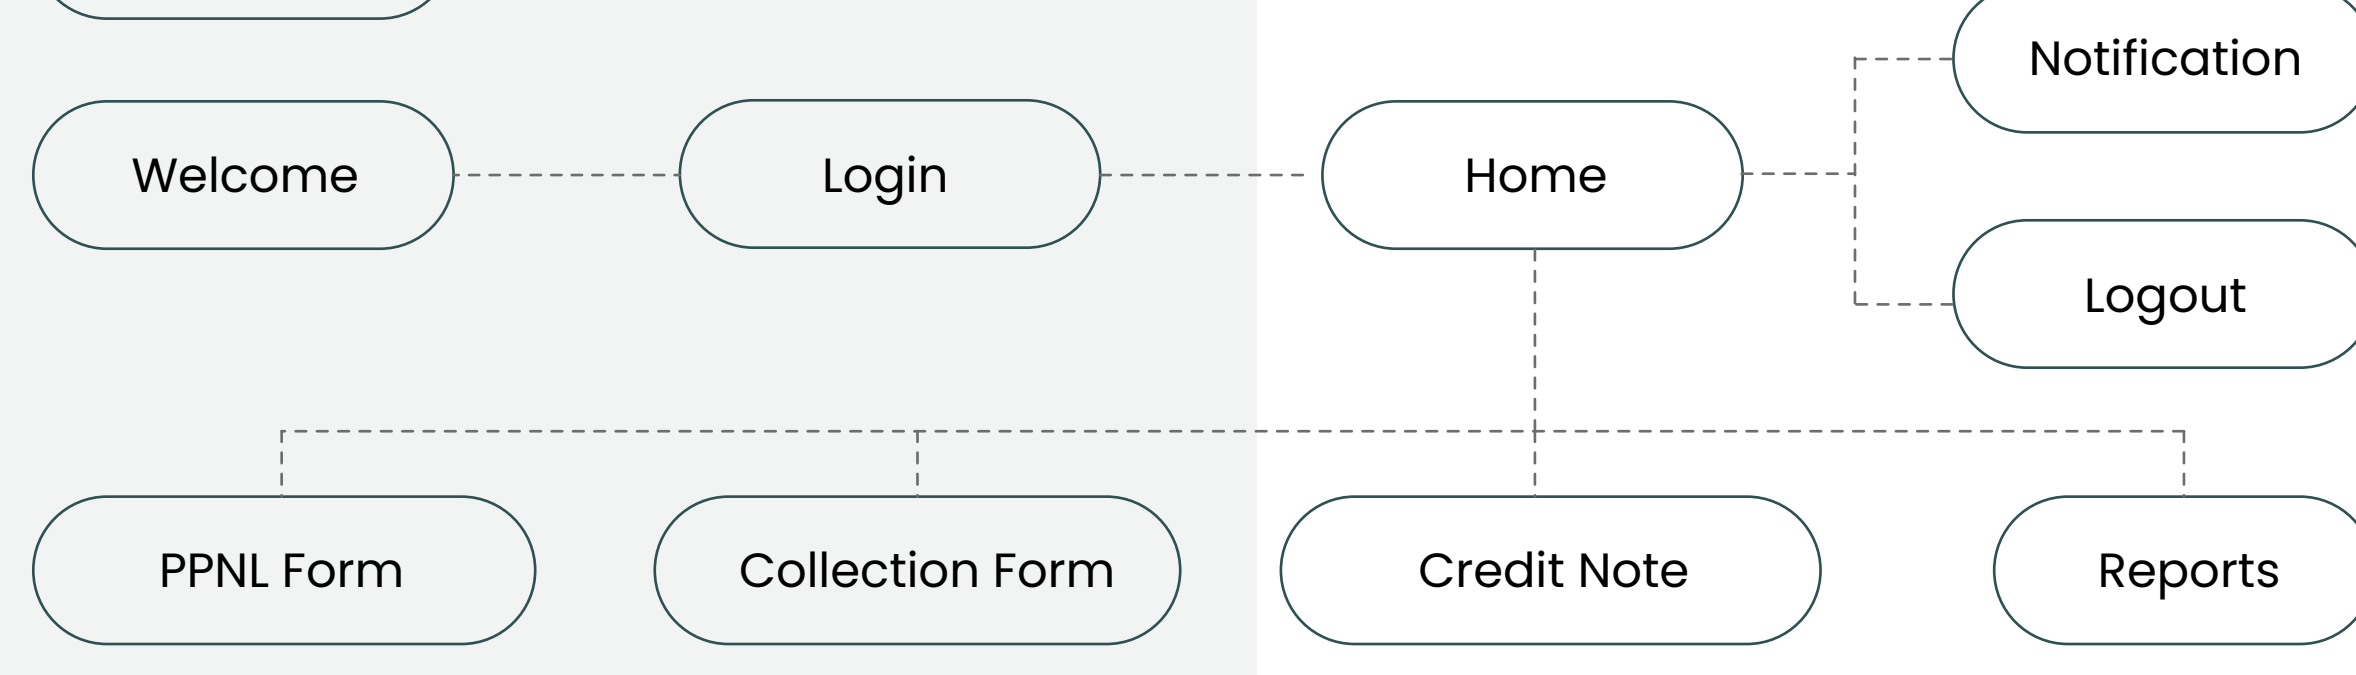 Notification
Welcome
Login
Home
Logout
PPNL Form
Collection Form
Credit Note
Reports